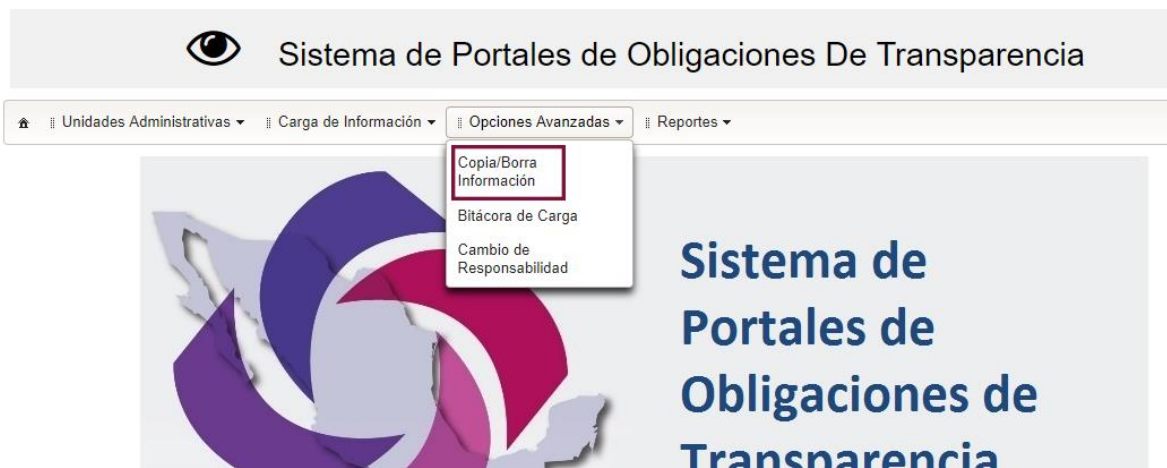 Sistema de Portales de Obligaciones De Transparencia
Unidades Administrativas
Carga de Información
Opciones Avanzadas
Reportes
Copia/Borra
Información
Bitácora de Carga
Cambio de
Responsabilidad
Sistema de
Portales de
Obligaciones de
Transparencia